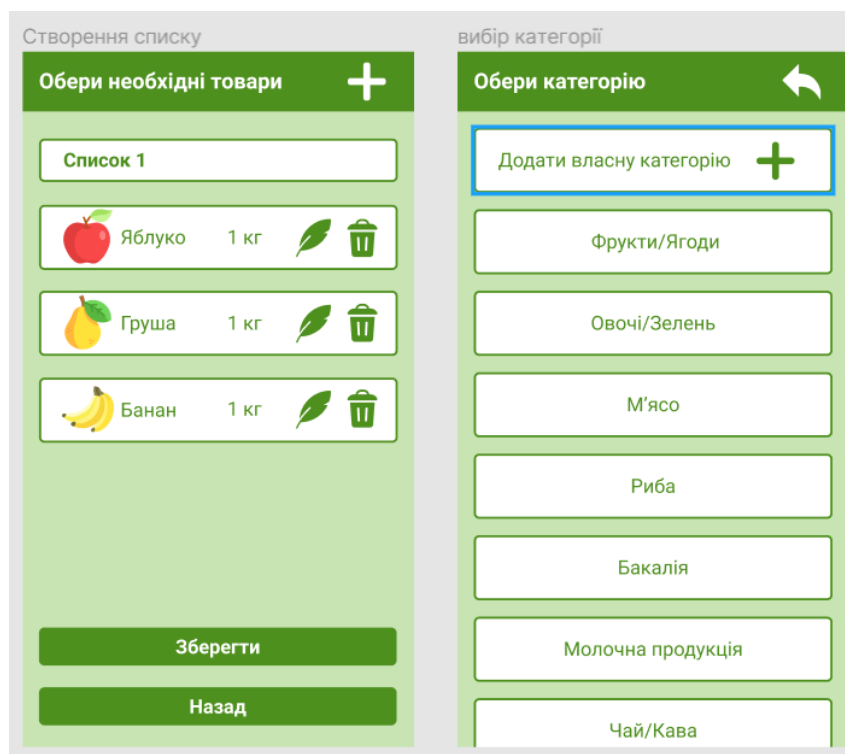 Створення списку
Обери необхідні товари
Список 1
Яблуко 1 кг
Груша 1 кг
Банан 1 кг
Зберегти
Назад
вибір категорії
Обери категорію
Додати власну категорію
Фрукти/Ягоди
Овочі/Зелень
М'ясо
Риба
Бакалія
Молочна продукція
Чай/Кава